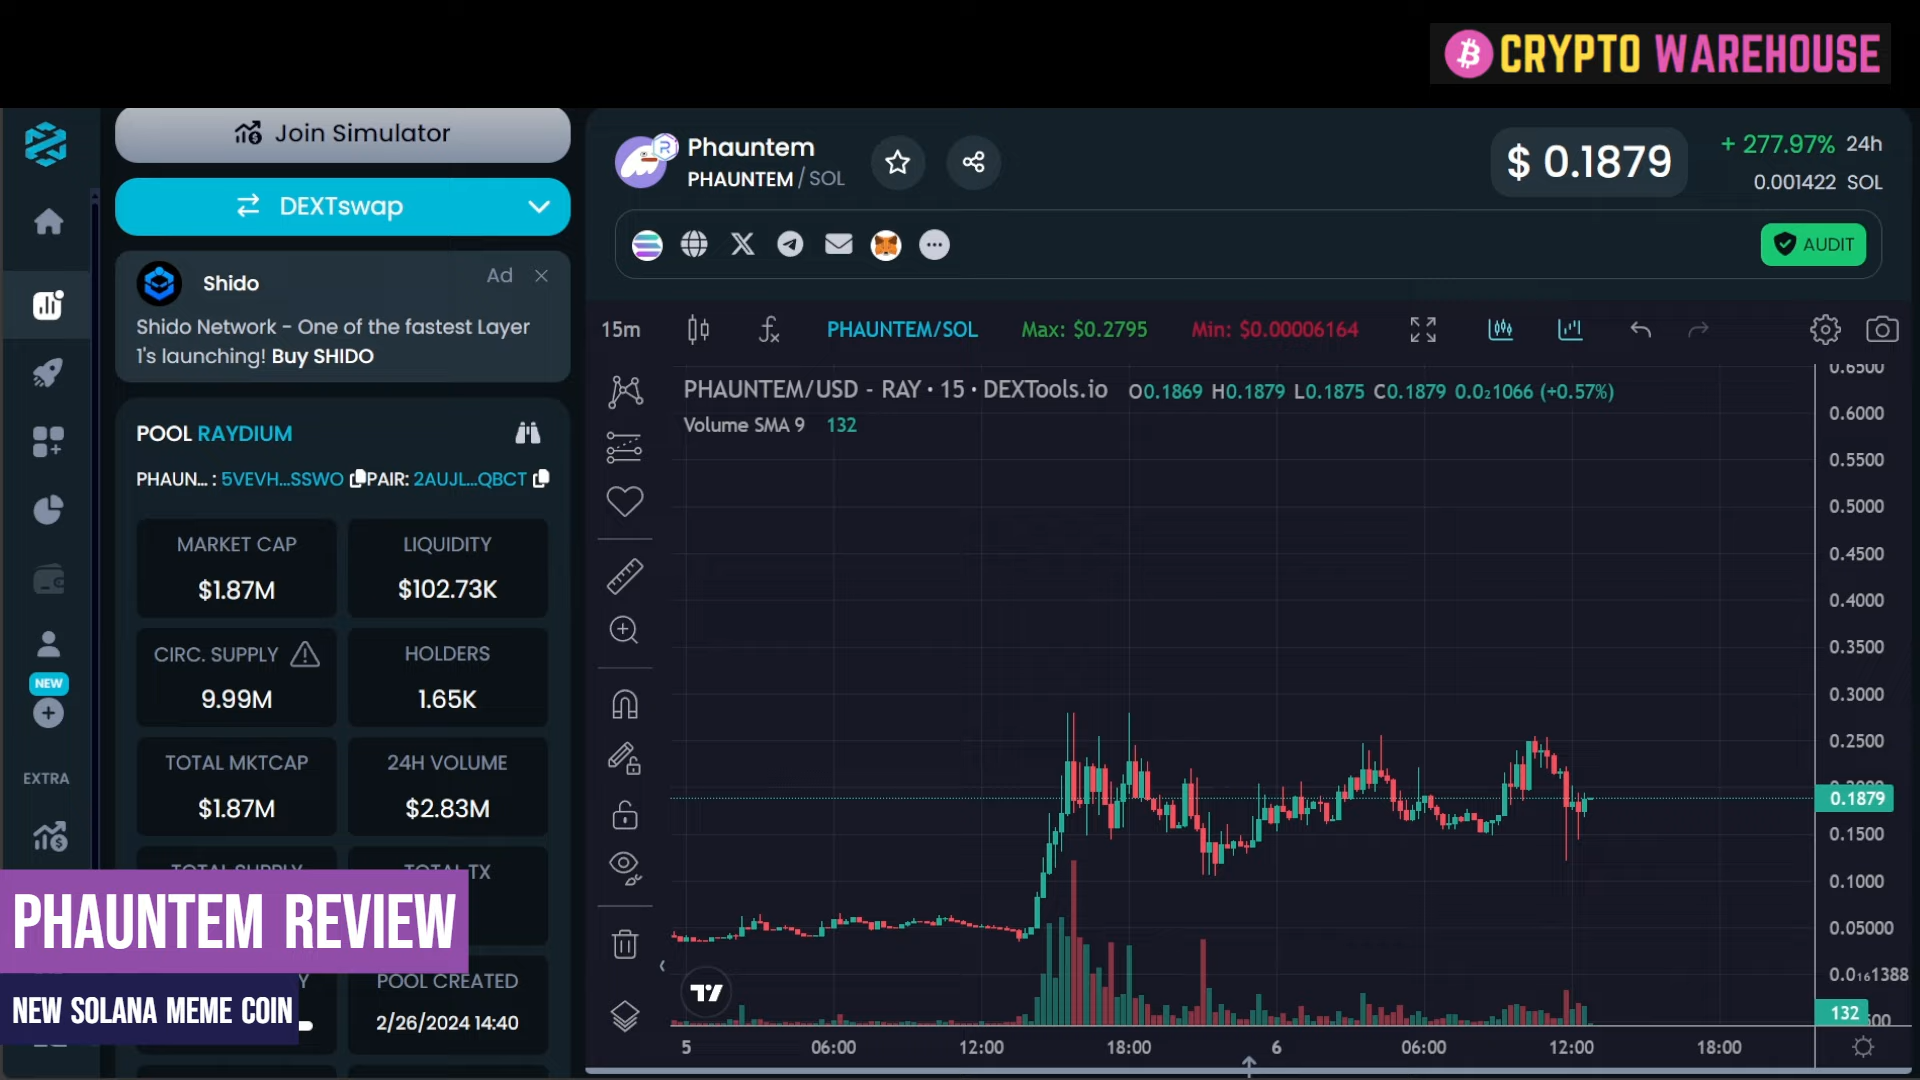 CRYPTO WAREHOUSE
Join Simulator
DEXTswap
Shido
Ad
Shido Network - One of the fastest Layer
1's launching! Buy SHIDO
POOL RAYDIUM
PHAUN... : 5VEVH...SSWO PAIR: 2AUJL...QBCT
MARKET CAP
$1.87M
LIQUIDITY
$102.73K
CIRC. SUPPLY
9.99M
HOLDERS
1.65K
TOTAL MKTCAP
$1.87M
24H VOLUME
$2.83M
NEW
EXTRA
TX
PHAUNTEM REVIEW
NEW SOLANA MEME COIN
Y
POOL CREATED
2/26/2024 14:40
Phauntem
PHAUNTEM / SOL
$ 0.1879
+ 277.97% 24h
0.001422 SOL
AUDIT
15m
PHAUNTEM/SOL
Max: $0.2795
Min: $0.00006164
PHAUNTEM/USD - RAY · 15 · DEXTools.io O0.1869 H0.1879 L0.1875 C0.1879 0.0₂1066 (+0.57%)
Volume SMA 9 132
0.6500
0.6000
0.5500
0.5000
0.4500
0.4000
0.3500
0.3000
0.2500
0.1879
0.1500
0.1000
0.05000
0.0₁₆1388
132
5 06:00 12:00 18:00 6 06:00 12:00 18:00